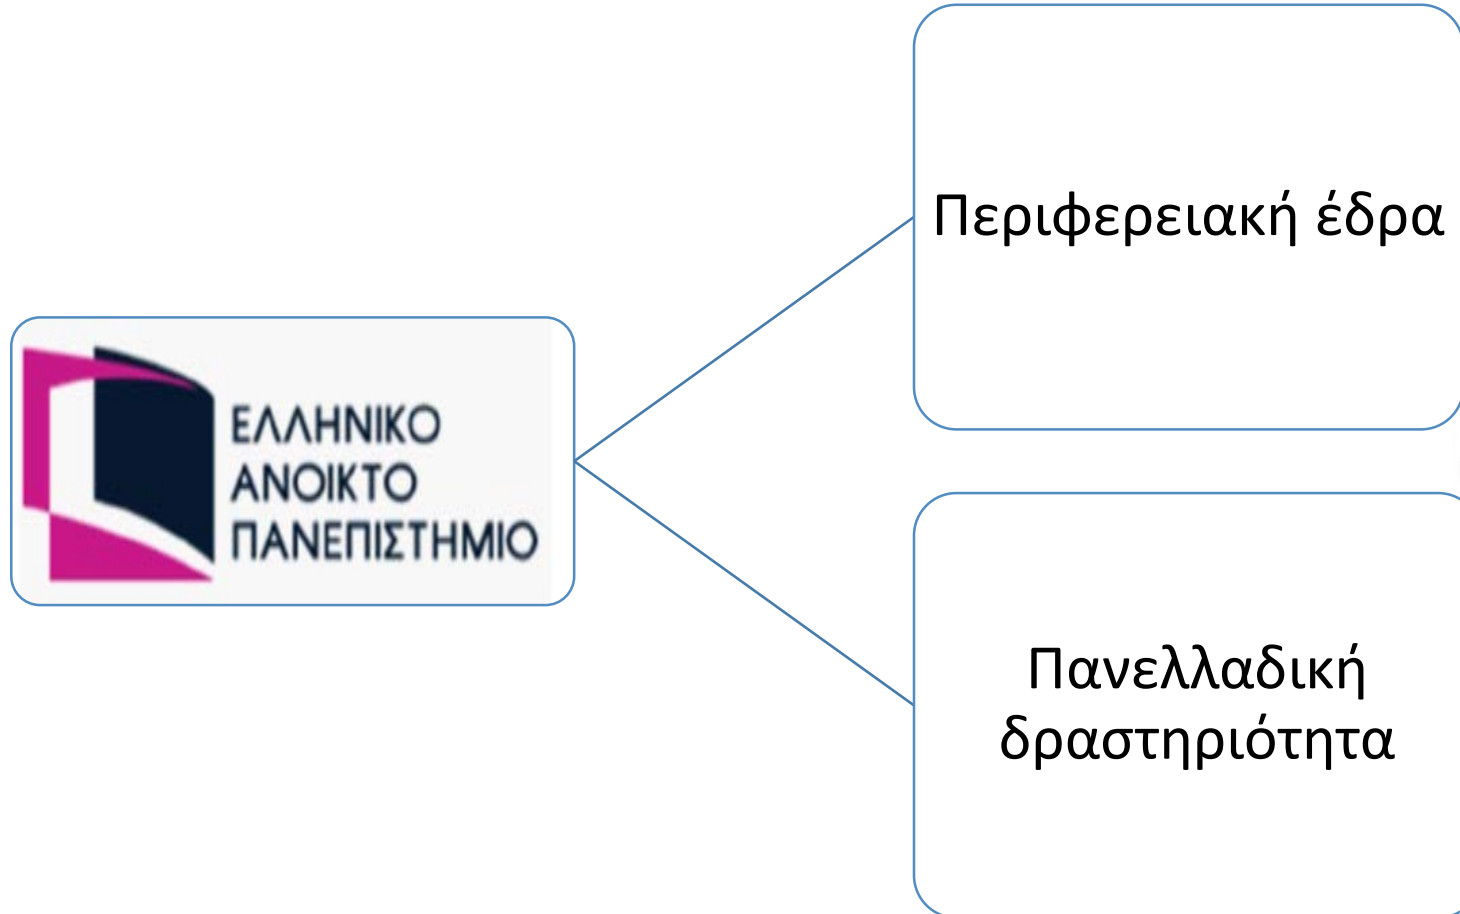 Περιφερειακή έδρα
ΕΛΛΗΝΙΚΟ
ΑΝΟΙΚΤΟ
ΠΑΝΕΠΙΣΤΗΜΙΟ
Πανελλαδική
δραστηριότητα